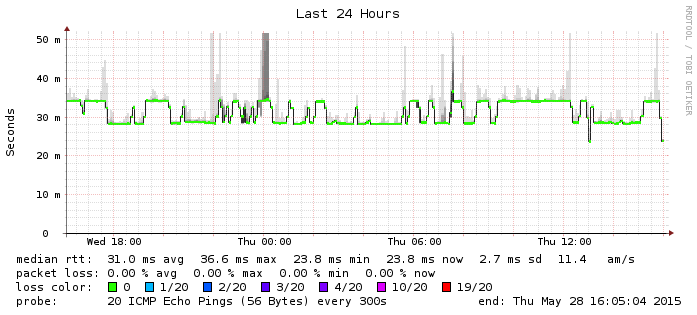 Last 24 Hours
RRDTOOL / TOBI OETIKER
Seconds
50 m
40 m
30 m
20 m
10 m
0
Wed 18:00 Thu 00:00 Thu 06:00 Thu 12:00
median rtt: 31.0 ms avg 36.6 ms max 23.8 ms min 23.8 ms now 2.7 ms sd 11.4 am/s
packet loss: 0.00 % avg 0.00 % max 0.00 % min 0.00 % now
loss color: 0 1/20 2/20 3/20 4/20 10/20 19/20
probe: 20 ICMP Echo Pings (56 Bytes) every 300s end: Thu May 28 16:05:04 2015